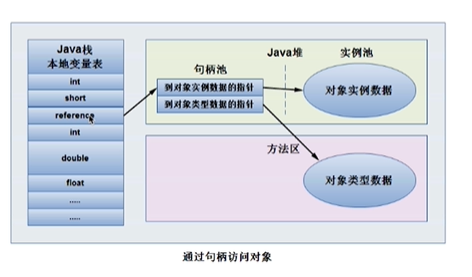 Java栈
本地变量表
int
short
reference
int
double
float
.....
.....
句柄池
到对象实例数据的指针
到对象类型数据的指针
Java堆
实例池
对象实例数据
方法区
对象类型数据
通过句柄访问对象